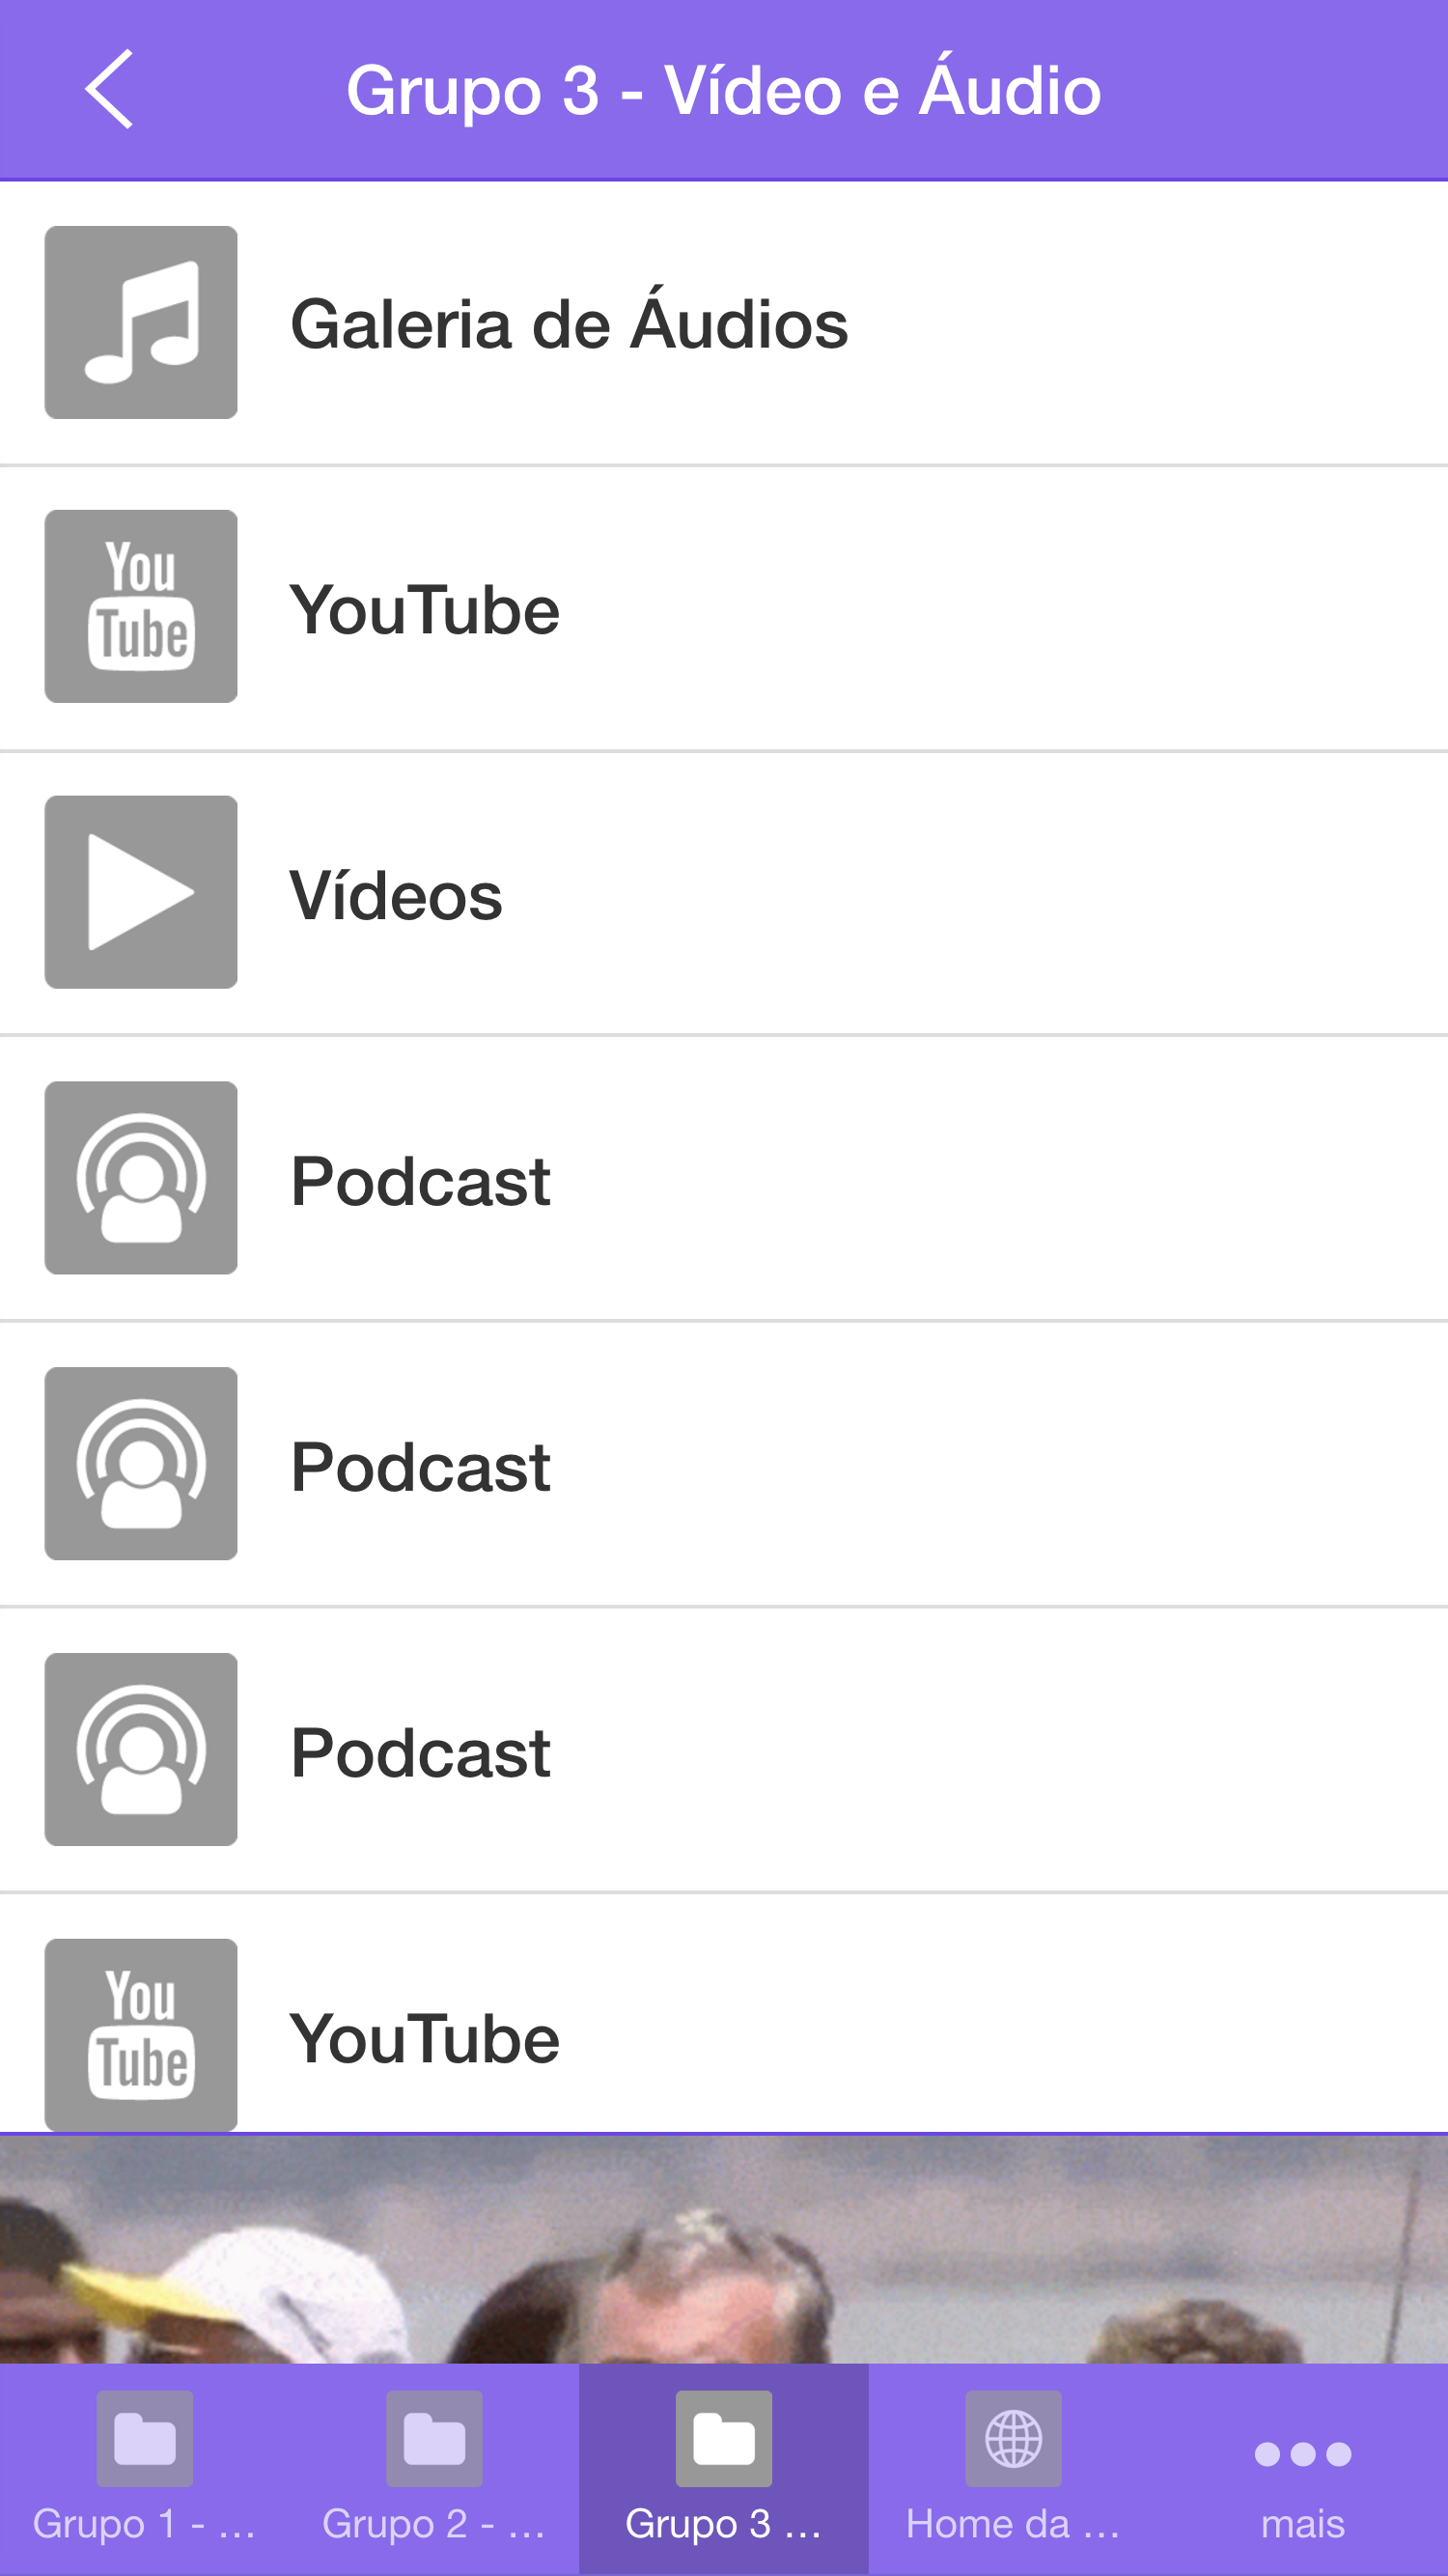 Grupo 3 - Vídeo e Áudio
Galeria de Áudios
You
Tube
YouTube
Vídeos
Podcast
Podcast
Podcast
You
Tube
YouTube
Grupo 1 - ...
Grupo 2 - ...
Grupo 3 ...
Home da ...
mais